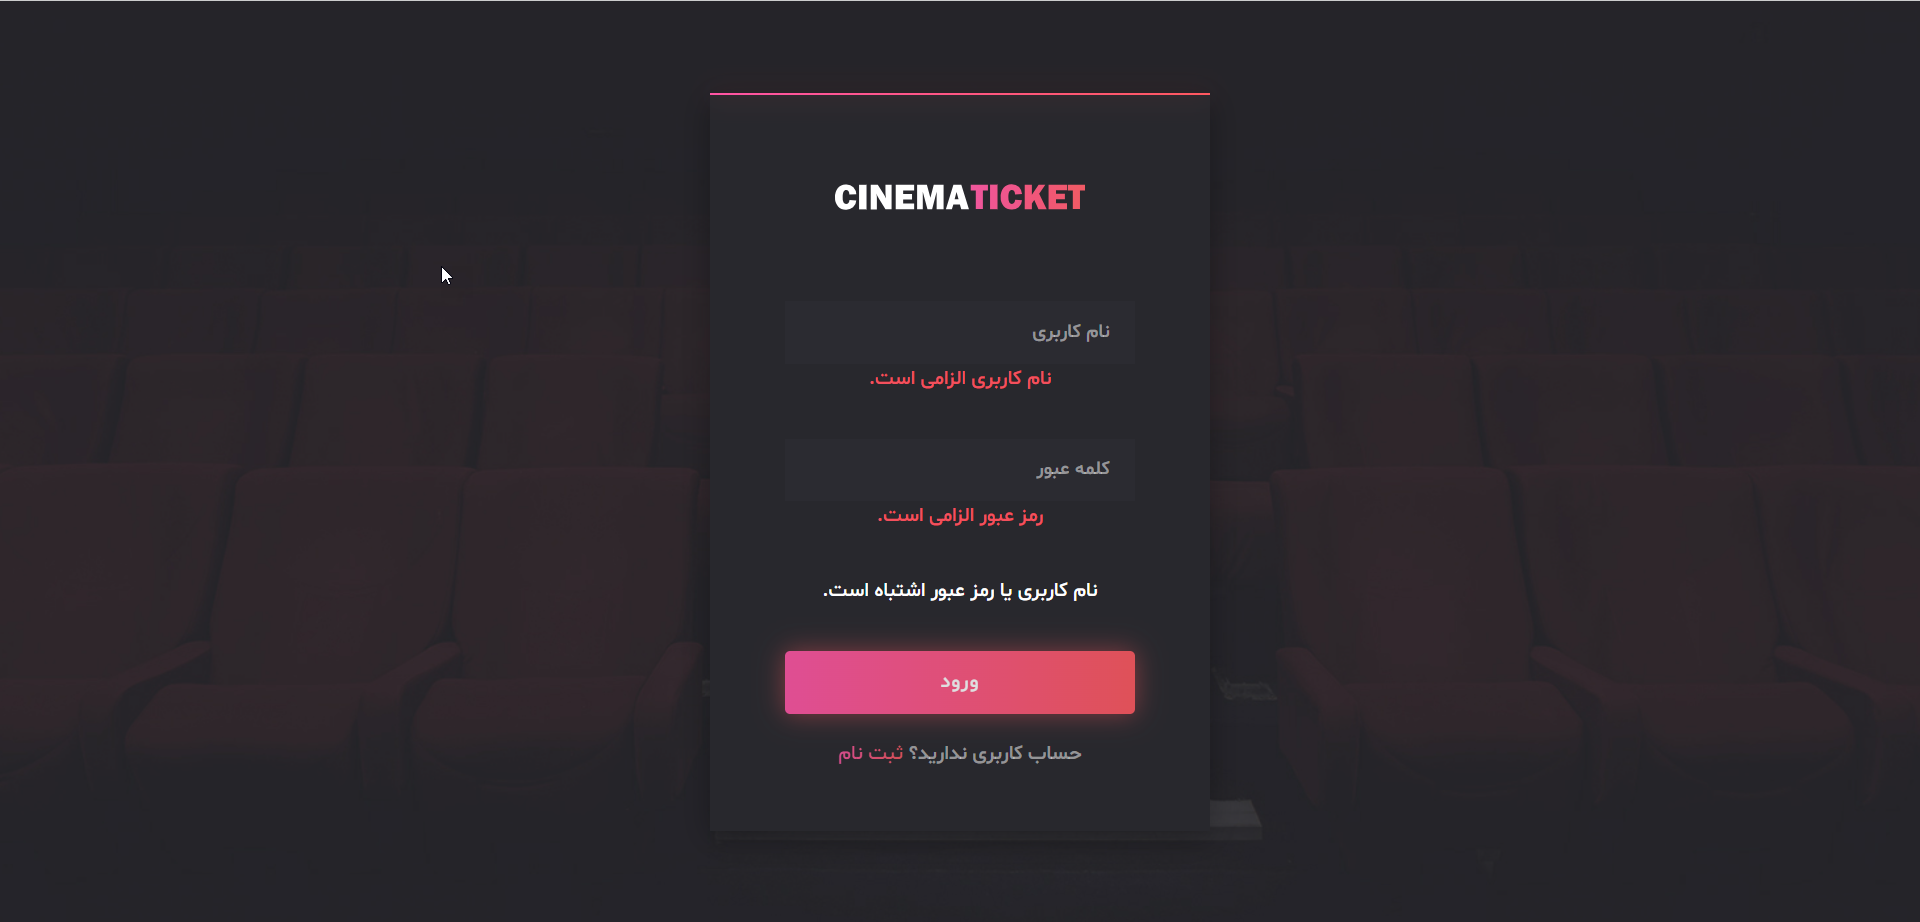 CINEMATICKET
نام کاربری
نام کاربری الزامی است.
کلمه عبور
رمز عبور الزامی است.
نام کاربری یا رمز عبور اشتباه است.
ورود
حساب کاربری ندارید؟ ثبت نام